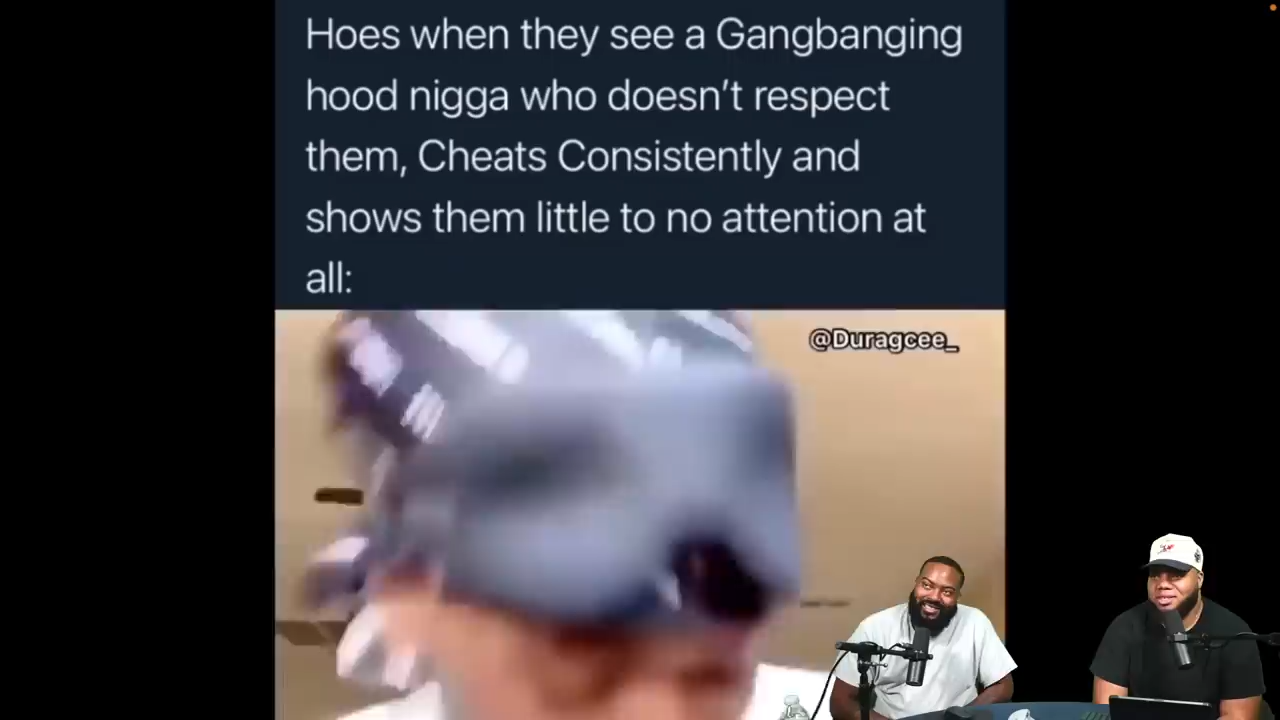 Hoes when they see a Gangbanging
hood nigga who doesn’t respect
them, Cheats Consistently and
shows them little to no attention at
all:
@Duragcee_